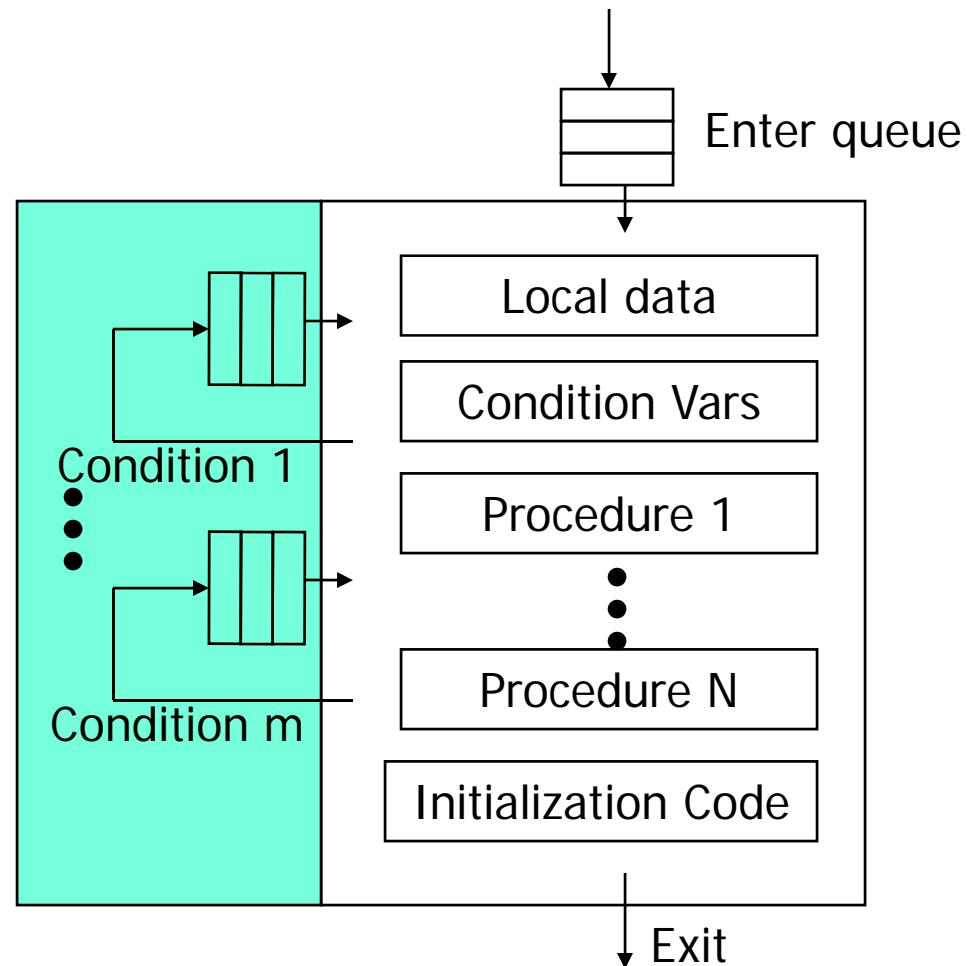 Enter queue
Local data
Condition Vars
Condition 1
Procedure 1
Procedure N
Condition m
Initialization Code
Exit